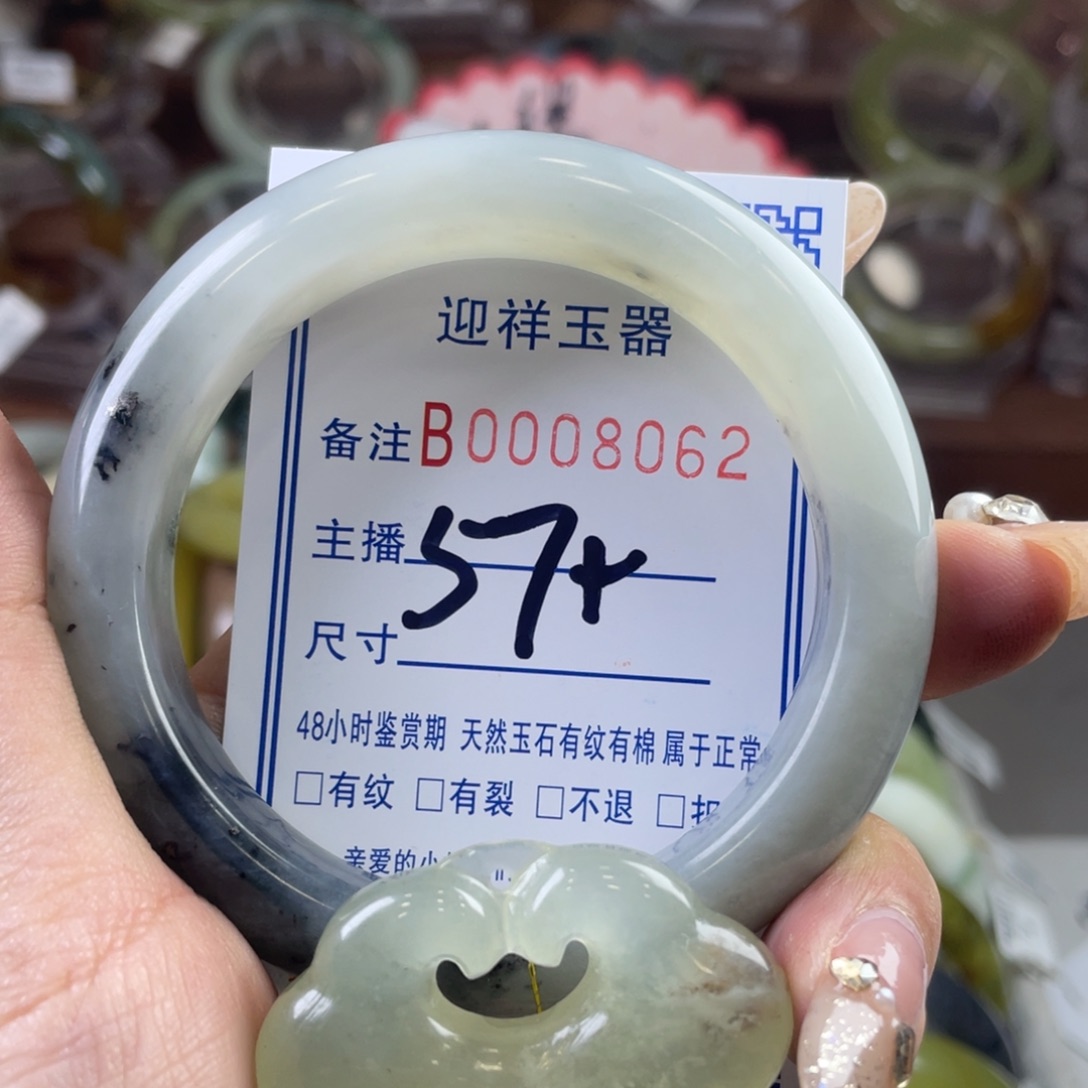 迎祥玉器
备注B0008062
主播57+
尺寸
48小时鉴赏期 天然玉石有纹有棉 属于正常
□有纹 □有裂 □不退 □
亲爱的小